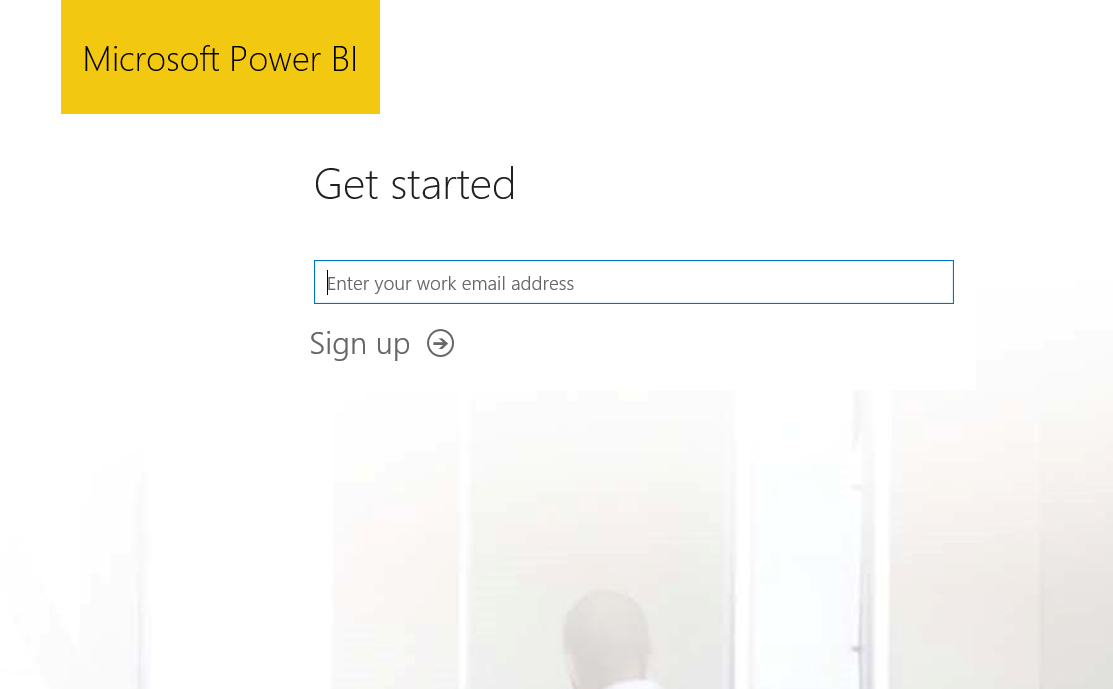 Microsoft Power BI
Get started
Enter your work email address
Sign up